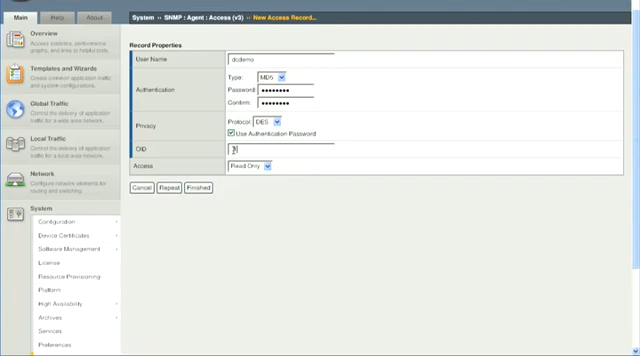 Main
Help
About
System » SNMP : Agent : Access (v3) » New Access Record...
Overview
Access statistics, performance
graphs, and links to helpful tools.
Templates and Wizards
Create common application traffic
and system configurations.
Global Traffic
Control the delivery of application
traffic for a wide area network.
Local Traffic
Control the delivery of application
traffic for a local area network.
Network
Configure network elements for
routing and switching.
System
Configuration
Device Certificates
Software Management
License
Resource Provisioning
Platform
High Availability
Archives
Services
Preferences
Record Properties
User Name
dcdemo
Authentication
Type: MD5
Password: ••••••••
Confirm: ••••••••
Privacy
Protocol: DES
Use Authentication Password
OID
Access
Read Only
Cancel
Repeat
Finished